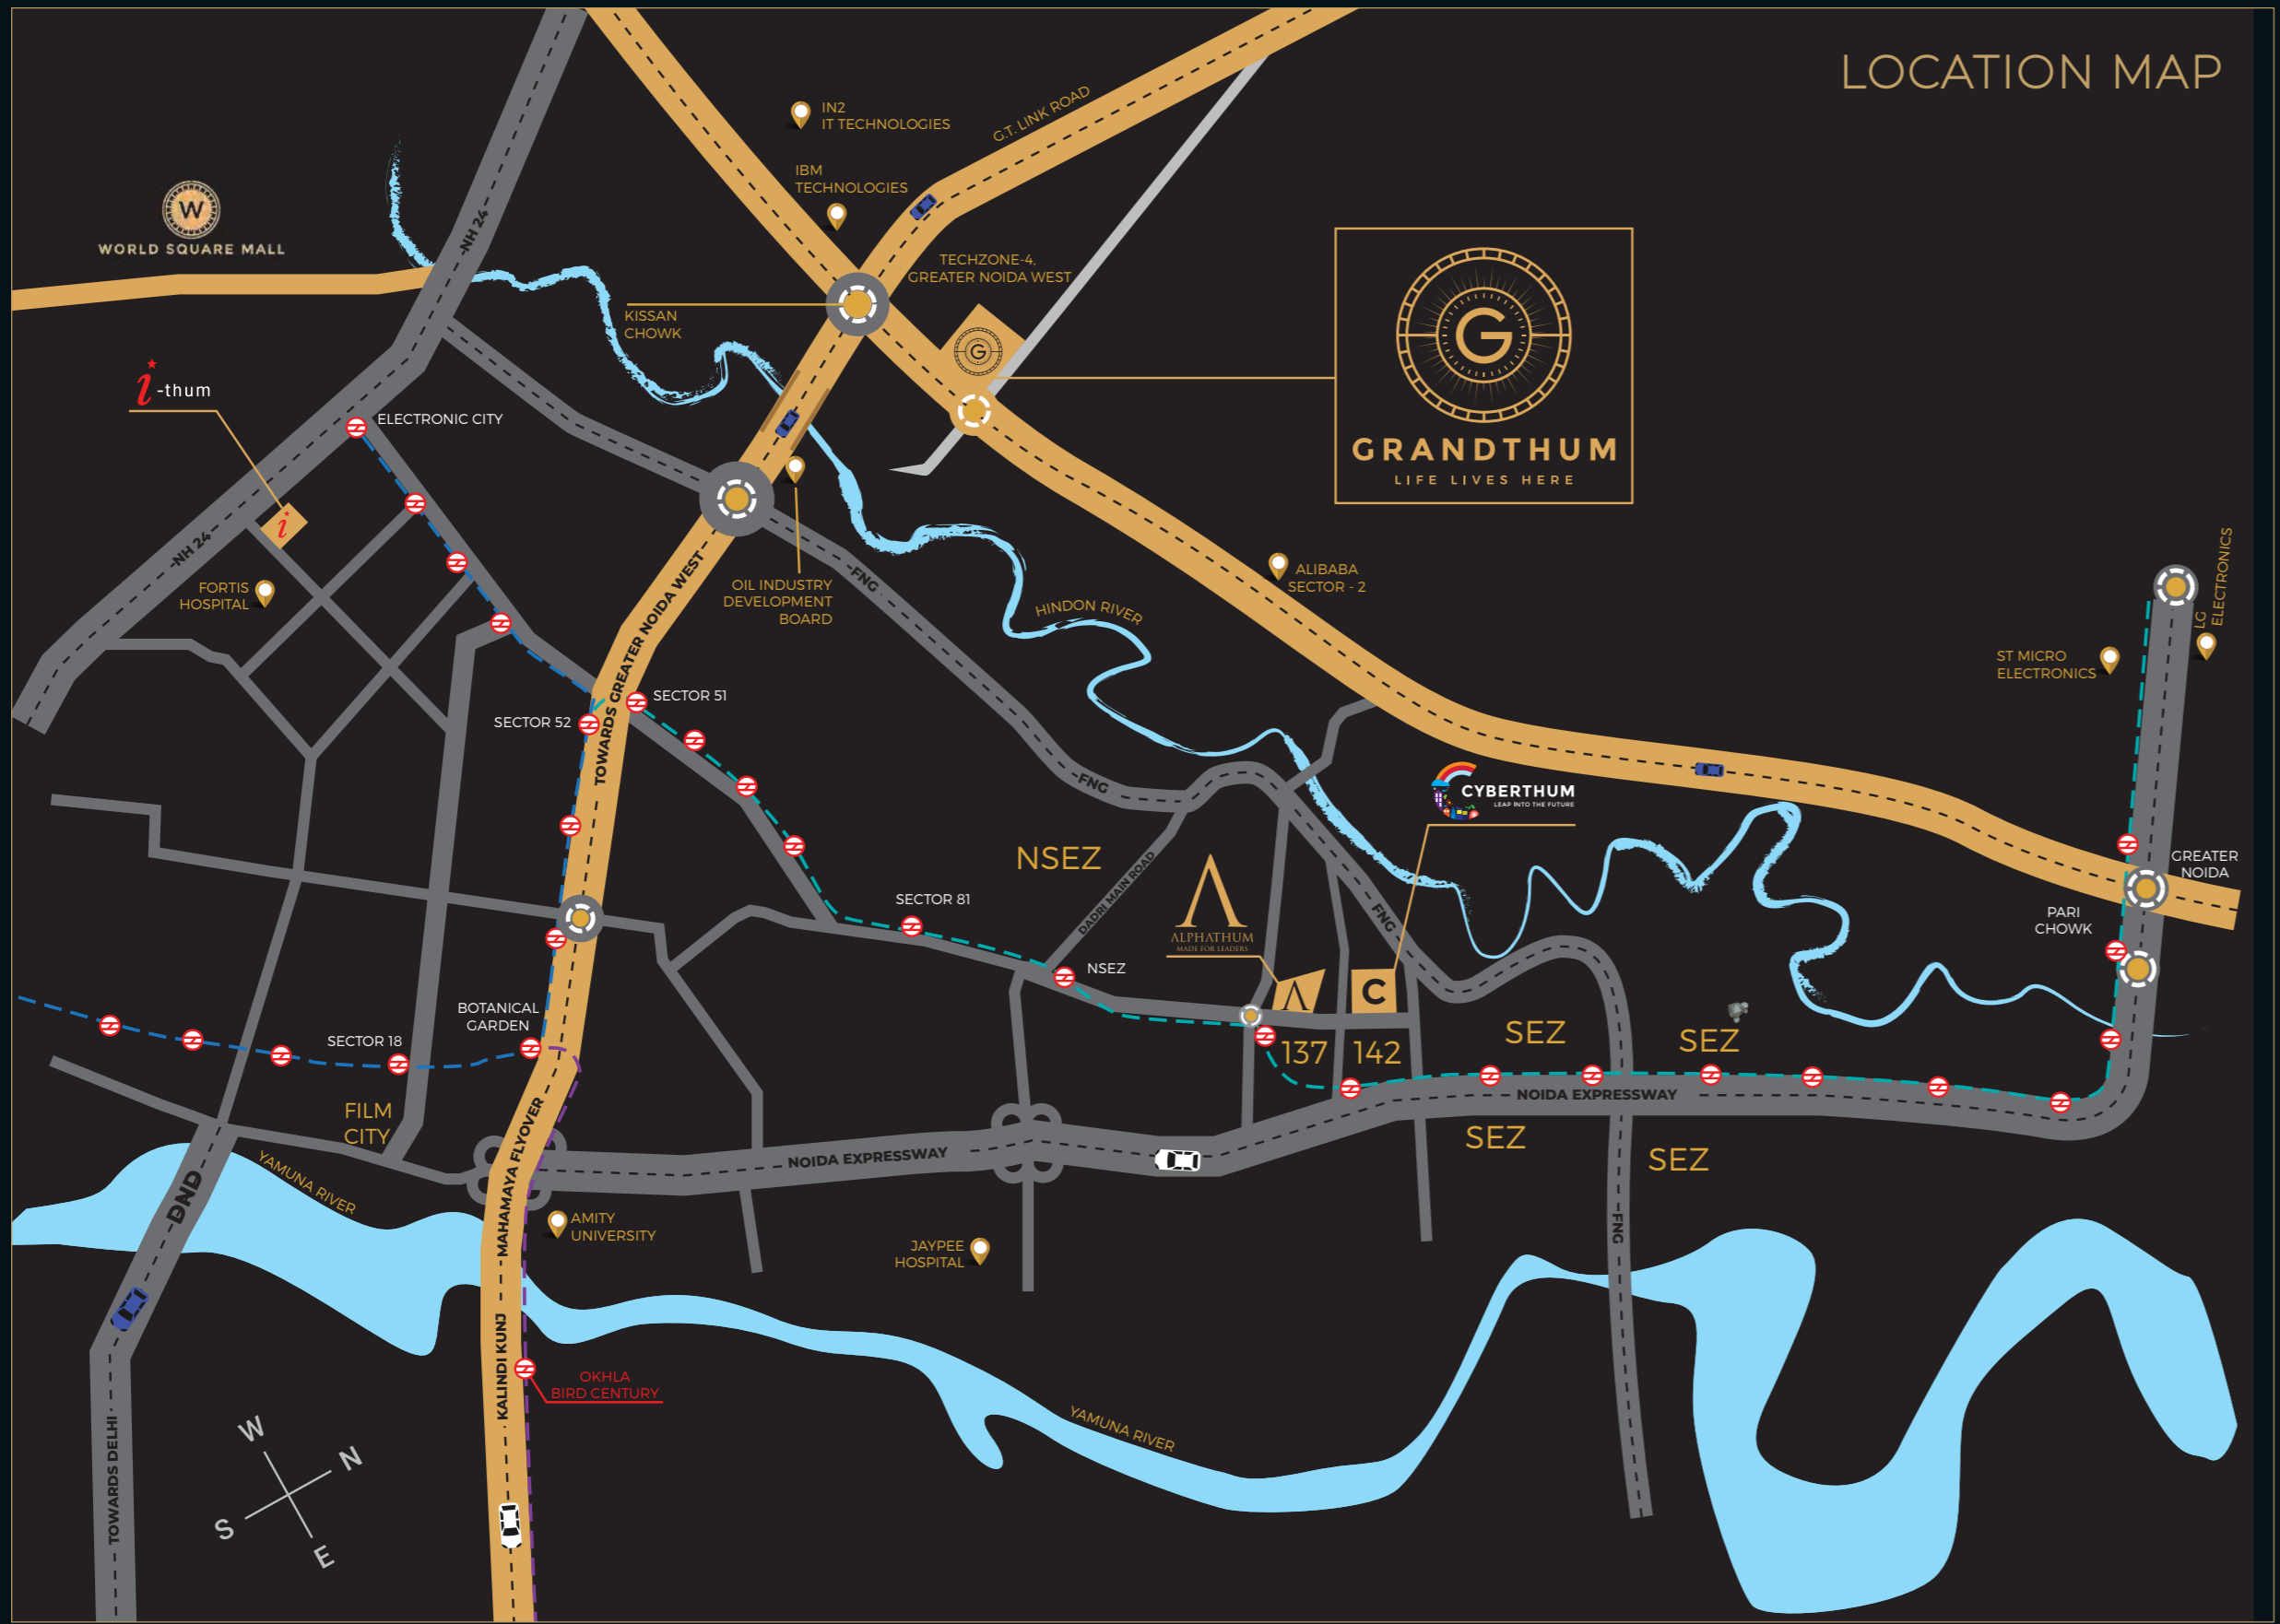 LOCATION MAP
IN2
IT TECHNOLOGIES
G.T. LINK ROAD
IBM
TECHNOLOGIES
W
WORLD SQUARE MALL
NH 24
TECHZONE-4,
GREATER NOIDA WEST
KISSAN
CHOWK
G
G
GRANDTHUM
LIFE LIVES HERE
i-thum
ELECTRONIC CITY
i
NH 24
FORTIS
HOSPITAL
OIL INDUSTRY
DEVELOPMENT
BOARD
FNG
TOWARDS GREATER NOIDA WEST
HINDON RIVER
ALIBABA
SECTOR - 2
LG
ELECTRONICS
ST MICRO
ELECTRONICS
SECTOR 51
SECTOR 52
FNG
CYBERTHUM
LEAP INTO THE FUTURE
NSEZ
DADRI MAIN ROAD
SECTOR 81
ALPHATHUM
MADE FOR LEADERS
FNG
GREATER
NOIDA
PARI
CHOWK
NSEZ
C
BOTANICAL
GARDEN
SECTOR 18
137
142
SEZ
SEZ
NOIDA EXPRESSWAY
FILM
CITY
SEZ
SEZ
YAMUNA RIVER
DND
MAHAMAYA FLYOVER
NOIDA EXPRESSWAY
AMITY
UNIVERSITY
JAYPEE
HOSPITAL
FNG
KALINDI KUNJ
OKHLA
BIRD CENTURY
YAMUNA RIVER
TOWARDS DELHI
W
N
S
E